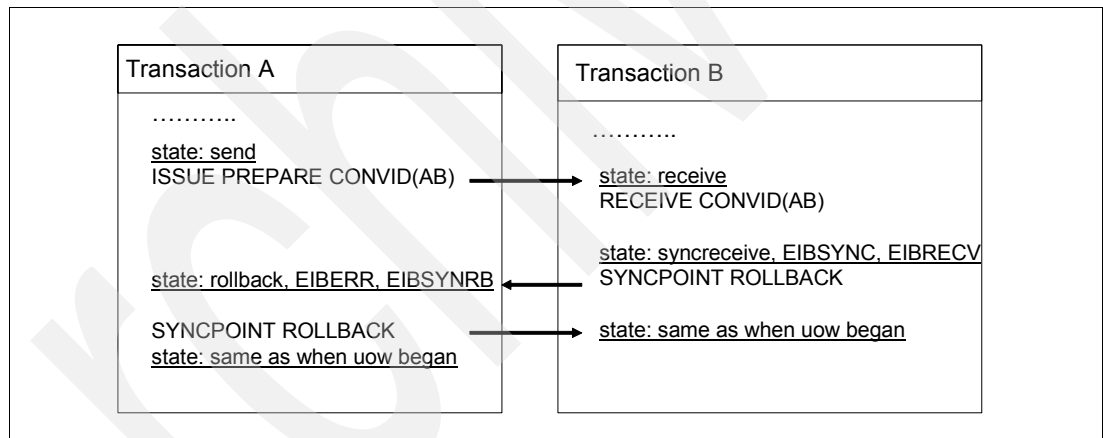 Transaction A
………..
state: send
ISSUE PREPARE CONVID(AB)
state: rollback, EIBERR, EIBSYNRB
SYNCPOINT ROLLBACK
state: same as when uow began
Transaction B
………..
state: receive
RECEIVE CONVID(AB)
state: syncreceive, EIBSYNC, EIBRECV
SYNCPOINT ROLLBACK
state: same as when uow began